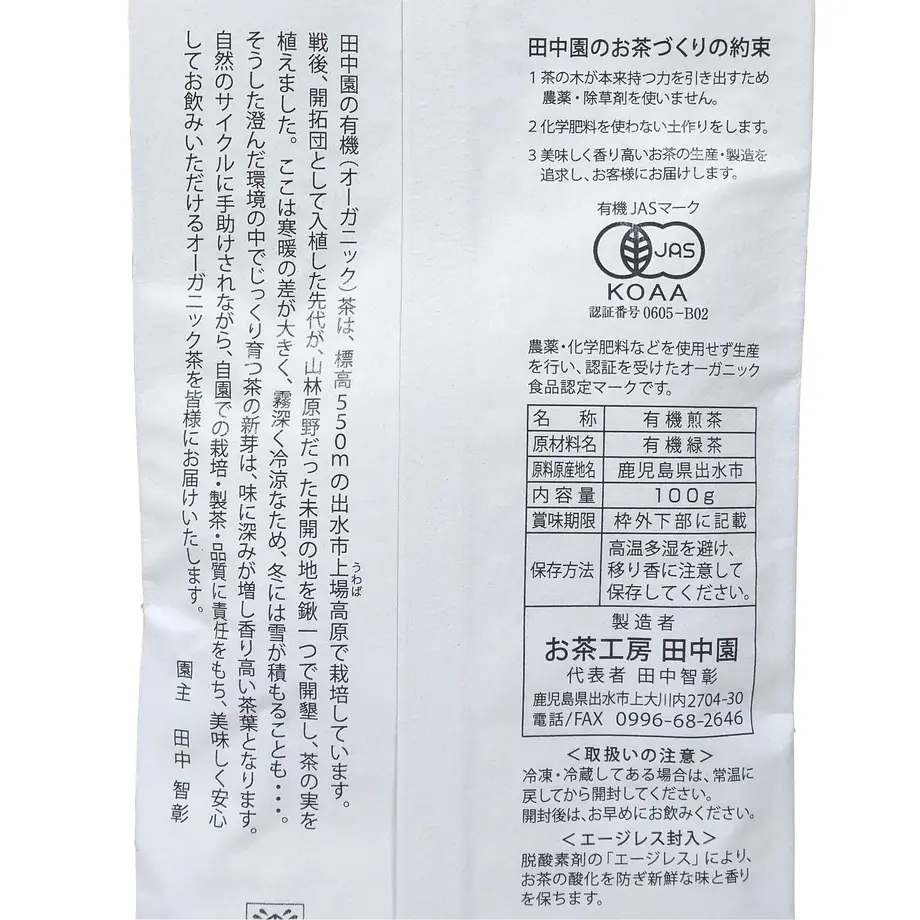 田中園の有機(オーガニック)茶は、標高550mの出水市上場高原で栽培しています。
うわば
戦後、開拓団として入植した先代が、山林原野だった未開の地を鍬一つで開墾し、茶の実を
植えました。ここは寒暖の差が大きく、霧深く冷涼なため、冬には雪が積もることも・・・。
そうした澄んだ環境の中でじっくり育つ茶の新芽は、味に深みが増し香り高い茶葉となります。
自然のサイクルに手助けされながら、自園での栽培・製茶・品質に責任をもち、美味しく安心
してお飲みいただけるオーガニック茶を皆様にお届けいたします。
園主 田中 智彰
田中園のお茶づくりの約束
1 茶の木が本来持つ力を引き出すため
農薬・除草剤を使いません。
2 化学肥料を使わない土作りをします。
3 美味しく香り高いお茶の生産・製造を
追求し、お客様にお届けします。
有機JASマーク
JAS
KOAA
認証番号 0605-B02
農薬・化学肥料などを使用せず生産
を行い、認証を受けたオーガニック
食品認定マークです。
名 称 有機煎茶
原材料名 有機緑茶
原料原産地名 鹿児島県出水市
内容量 100g
賞味期限 枠外下部に記載
保存方法 高温多湿を避け、
移り香に注意して
保存してください。
製造者
お茶工房 田中園
代表者 田中智彰
鹿児島県出水市上大川内2704-30
電話/FAX 0996-68-2646
<取扱いの注意>
冷凍・冷蔵してある場合は、常温に
戻してから開封してください。
開封後は、お早めにお飲みください。
<エージレス封入>
脱酸素剤の「エージレス」により、
お茶の酸化を防ぎ新鮮な味と香り
を保ちます。